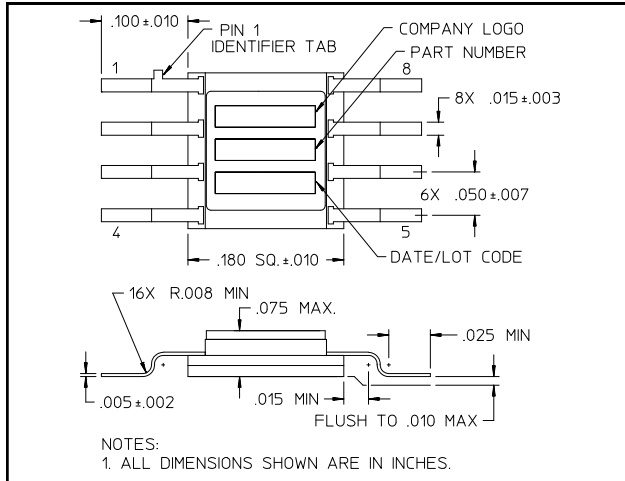 .100±.010
PIN 1
IDENTIFIER TAB
COMPANY LOGO
PART NUMBER
1
8
8X .015±.003
6X .050±.007
4
5
.180 SQ.±.010
DATE/LOT CODE
16X R.008 MIN
.075 MAX.
.025 MIN
.005±.002
.015 MIN
FLUSH TO .010 MAX
NOTES:
1. ALL DIMENSIONS SHOWN ARE IN INCHES.